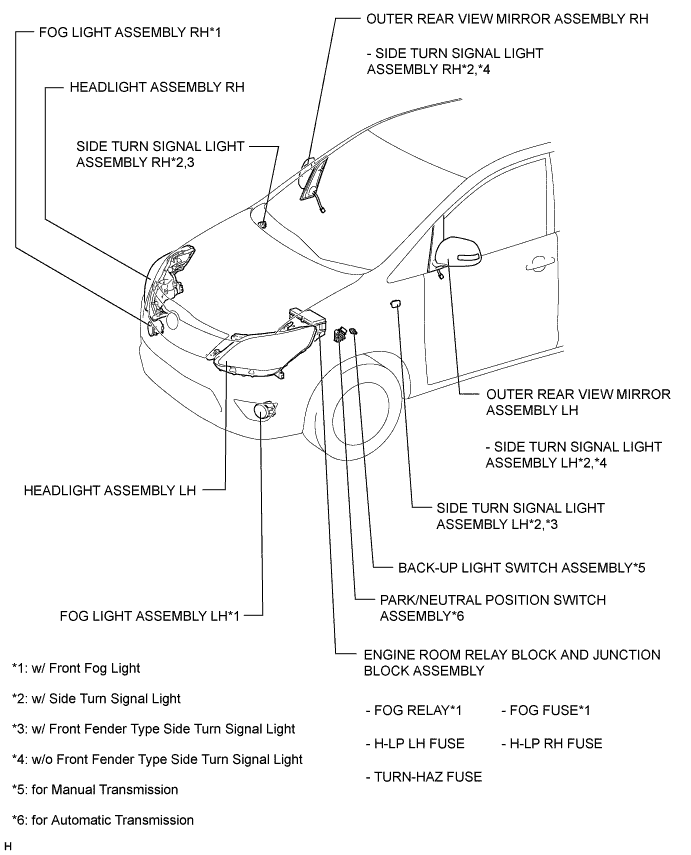 FOG LIGHT ASSEMBLY RH*1
OUTER REAR VIEW MIRROR ASSEMBLY RH
- SIDE TURN SIGNAL LIGHT
ASSEMBLY RH*2,*4
HEADLIGHT ASSEMBLY RH
SIDE TURN SIGNAL LIGHT
ASSEMBLY RH*2,3
OUTER REAR VIEW MIRROR
ASSEMBLY LH
- SIDE TURN SIGNAL LIGHT
ASSEMBLY LH*2,*4
HEADLIGHT ASSEMBLY LH
SIDE TURN SIGNAL LIGHT
ASSEMBLY LH*2,*3
BACK-UP LIGHT SWITCH ASSEMBLY*5
PARK/NEUTRAL POSITION SWITCH
ASSEMBLY*6
FOG LIGHT ASSEMBLY LH*1
ENGINE ROOM RELAY BLOCK AND JUNCTION
BLOCK ASSEMBLY
- FOG RELAY*1 - FOG FUSE*1
- H-LP LH FUSE - H-LP RH FUSE
- TURN-HAZ FUSE
*1: w/ Front Fog Light
*2: w/ Side Turn Signal Light
*3: w/ Front Fender Type Side Turn Signal Light
*4: w/o Front Fender Type Side Turn Signal Light
*5: for Manual Transmission
*6: for Automatic Transmission
H